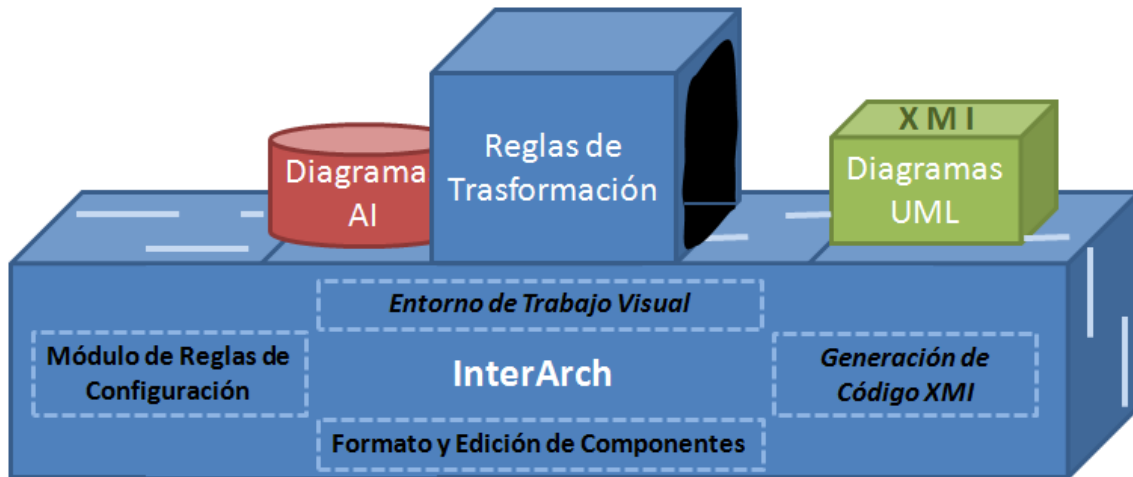 Diagrama
AI
Reglas de
Trasformación
X M I
Diagramas
UML
Entorno de Trabajo Visual
Módulo de Reglas de
Configuración
InterArch
Generación de
Código XMI
Formato y Edición de Componentes